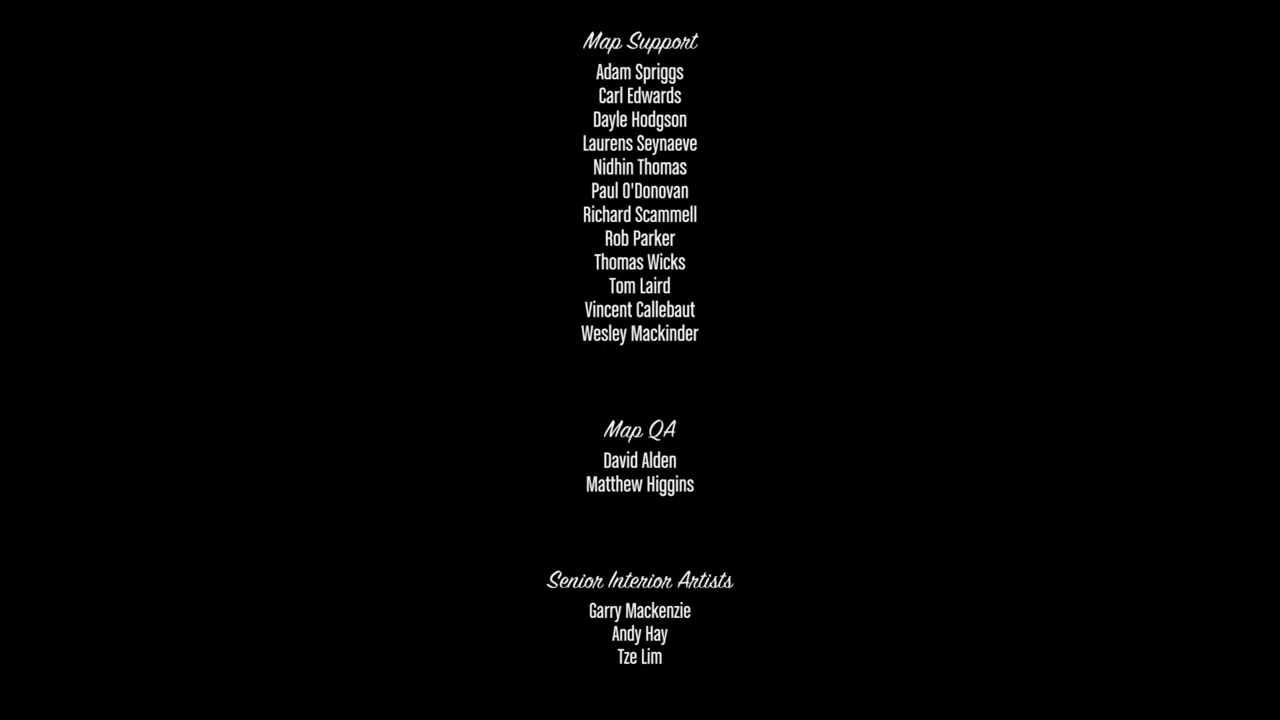 Map Support
Adam Spriggs
Carl Edwards
Dayle Hodgson
Laurens Seynaeve
Nidhin Thomas
Paul O'Donovan
Richard Scammell
Rob Parker
Thomas Wicks
Tom Laird
Vincent Callebaut
Wesley Mackinder
Map QA
David Alden
Matthew Higgins
Senior Interior Artists
Garry Mackenzie
Andy Hay
Tze Lim